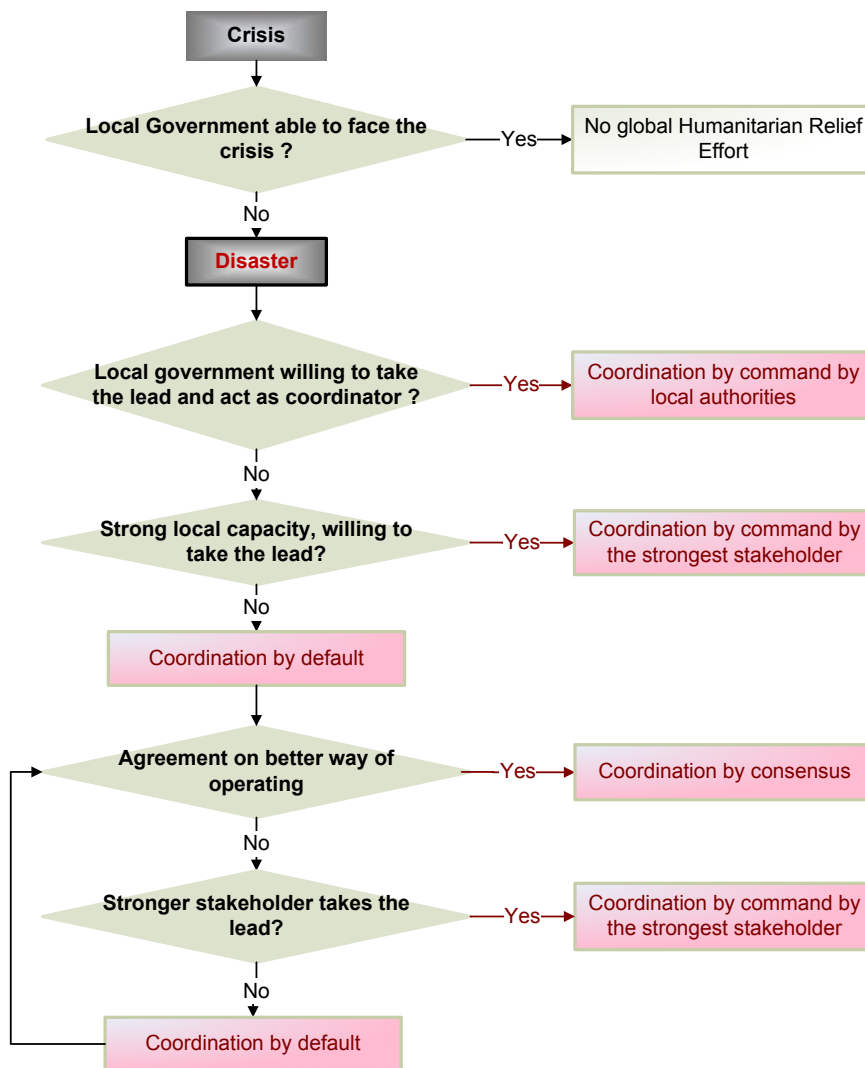 Crisis
Local Government able to face the
crisis ?
Yes
No global Humanitarian Relief
Effort
No
Disaster
Local government willing to take
the lead and act as coordinator ?
Yes
Coordination by command by
local authorities
No
Strong local capacity, willing to
take the lead?
Yes
Coordination by command by
the strongest stakeholder
No
Coordination by default
Agreement on better way of
operating
Yes
Coordination by consensus
No
Stronger stakeholder takes the
lead?
Yes
Coordination by command by
the strongest stakeholder
No
Coordination by default